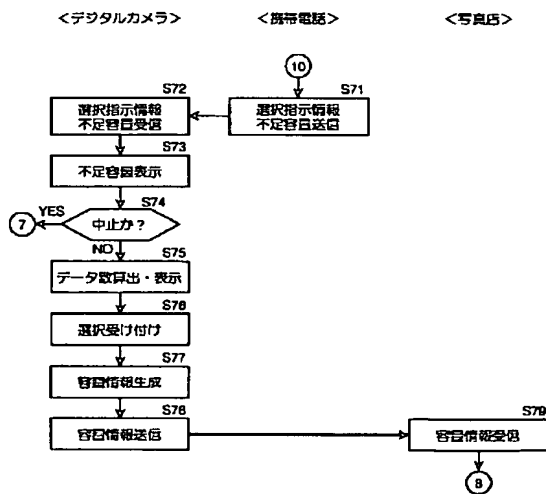 <デジタルカメラ>
<携帯電話>
<写真店>
10
S72
S71
選択指示情報
不足容量受信
選択指示情報
不足容量送信
S73
不足容量表示
S74
YES
7
中止か？
NO
S75
データ数算出・表示
S76
選択受け付け
S77
容量情報生成
S78
S79
容量情報送信
容量情報受信
8